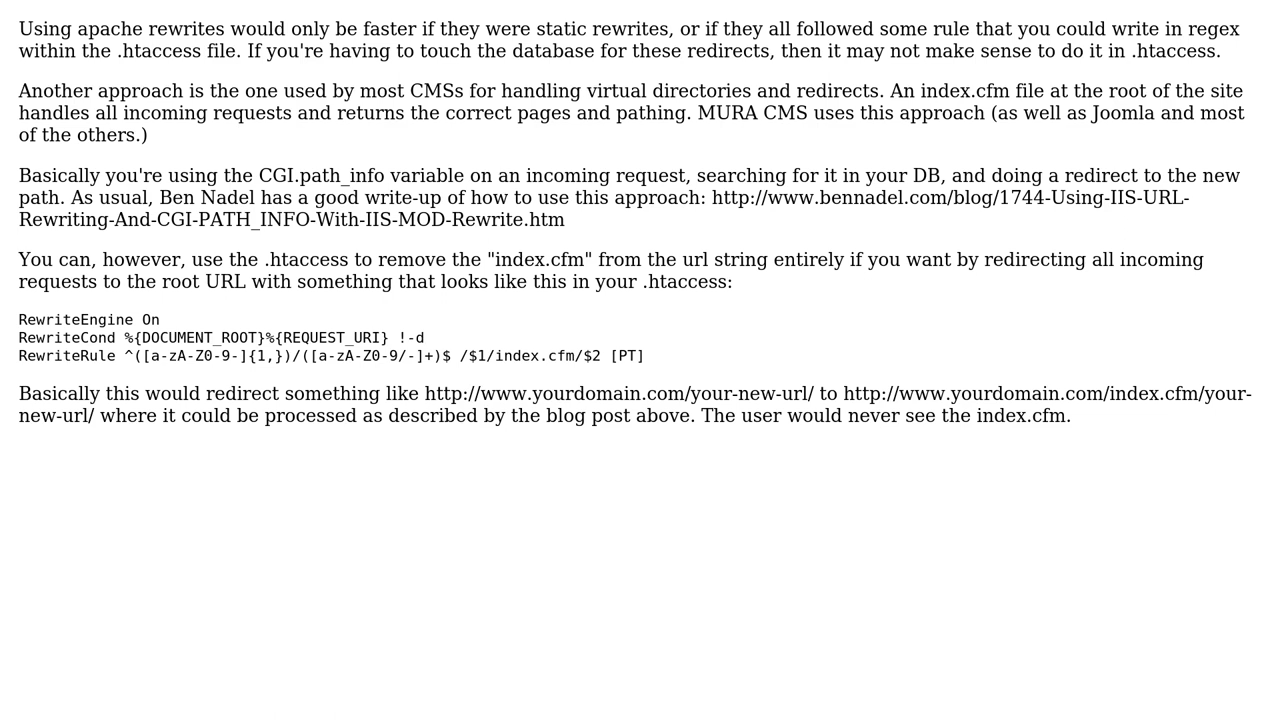 Using apache rewrites would only be faster if they were static rewrites, or if they all followed some rule that you could write in regex
within the .htaccess file. If you're having to touch the database for these redirects, then it may not make sense to do it in .htaccess.
Another approach is the one used by most CMSs for handling virtual directories and redirects. An index.cfm file at the root of the site
handles all incoming requests and returns the correct pages and pathing. MURA CMS uses this approach (as well as Joomla and most
of the others.)
Basically you're using the CGI.path_info variable on an incoming request, searching for it in your DB, and doing a redirect to the new
path. As usual, Ben Nadel has a good write-up of how to use this approach: http://www.bennadel.com/blog/1744-Using-IIS-URL-
Rewriting-And-CGI-PATH_INFO-With-IIS-MOD-Rewrite.htm
You can, however, use the .htaccess to remove the "index.cfm" from the url string entirely if you want by redirecting all incoming
requests to the root URL with something that looks like this in your .htaccess:
RewriteEngine On
RewriteCond %{DOCUMENT_ROOT}%{REQUEST_URI} !-d
RewriteRule ^([a-zA-Z0-9-]{1,})/([a-zA-Z0-9/-]+)$ /$1/index.cfm/$2 [PT]
Basically this would redirect something like http://www.yourdomain.com/your-new-url/ to http://www.yourdomain.com/index.cfm/your-
new-url/ where it could be processed as described by the blog post above. The user would never see the index.cfm.